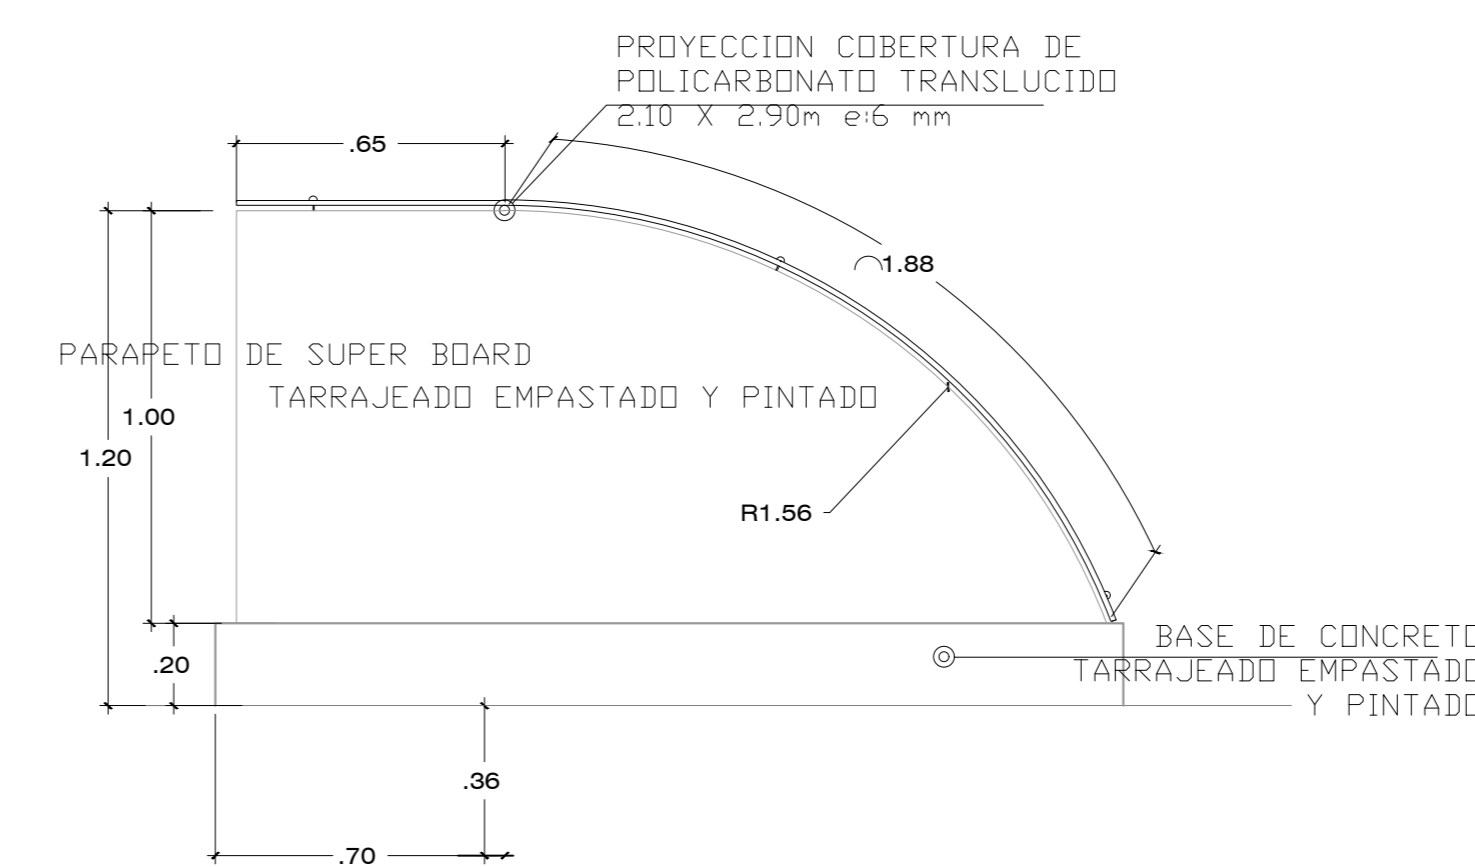 PROYECCION COBERTURA DE
POLICARBONATO TRANSLUCIDO
2.10 X 2.90m e:6 mm
.65
1.88
PARAPETO DE SUPER BOARD
TARRAJEADO EMPASTADO Y PINTADO
1.00
1.20
R1.56
BASE DE CONCRETO
TARRAJEADO EMPASTADO
Y PINTADO
.20
.36
.70